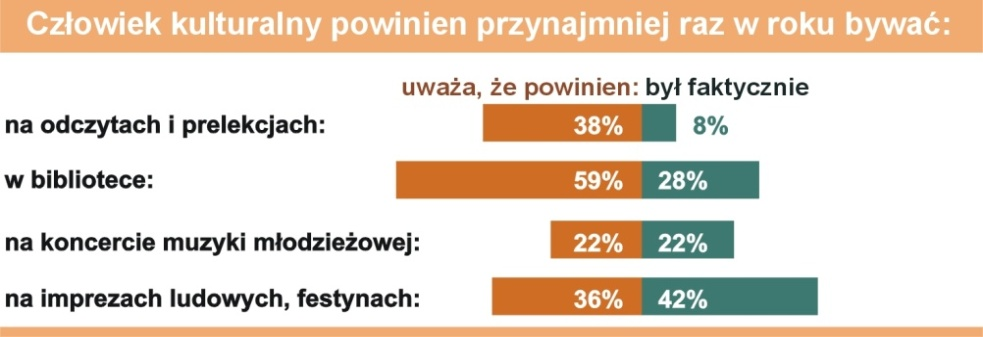 Człowiek kulturalny powinien przynajmniej raz w roku bywać:
uważa, że powinien: był faktycznie
na odczytach i prelekcjach: 38% 8%
w bibliotece: 59% 28%
na koncercie muzyki młodzieżowej: 22% 22%
na imprezach ludowych, festynach: 36% 42%